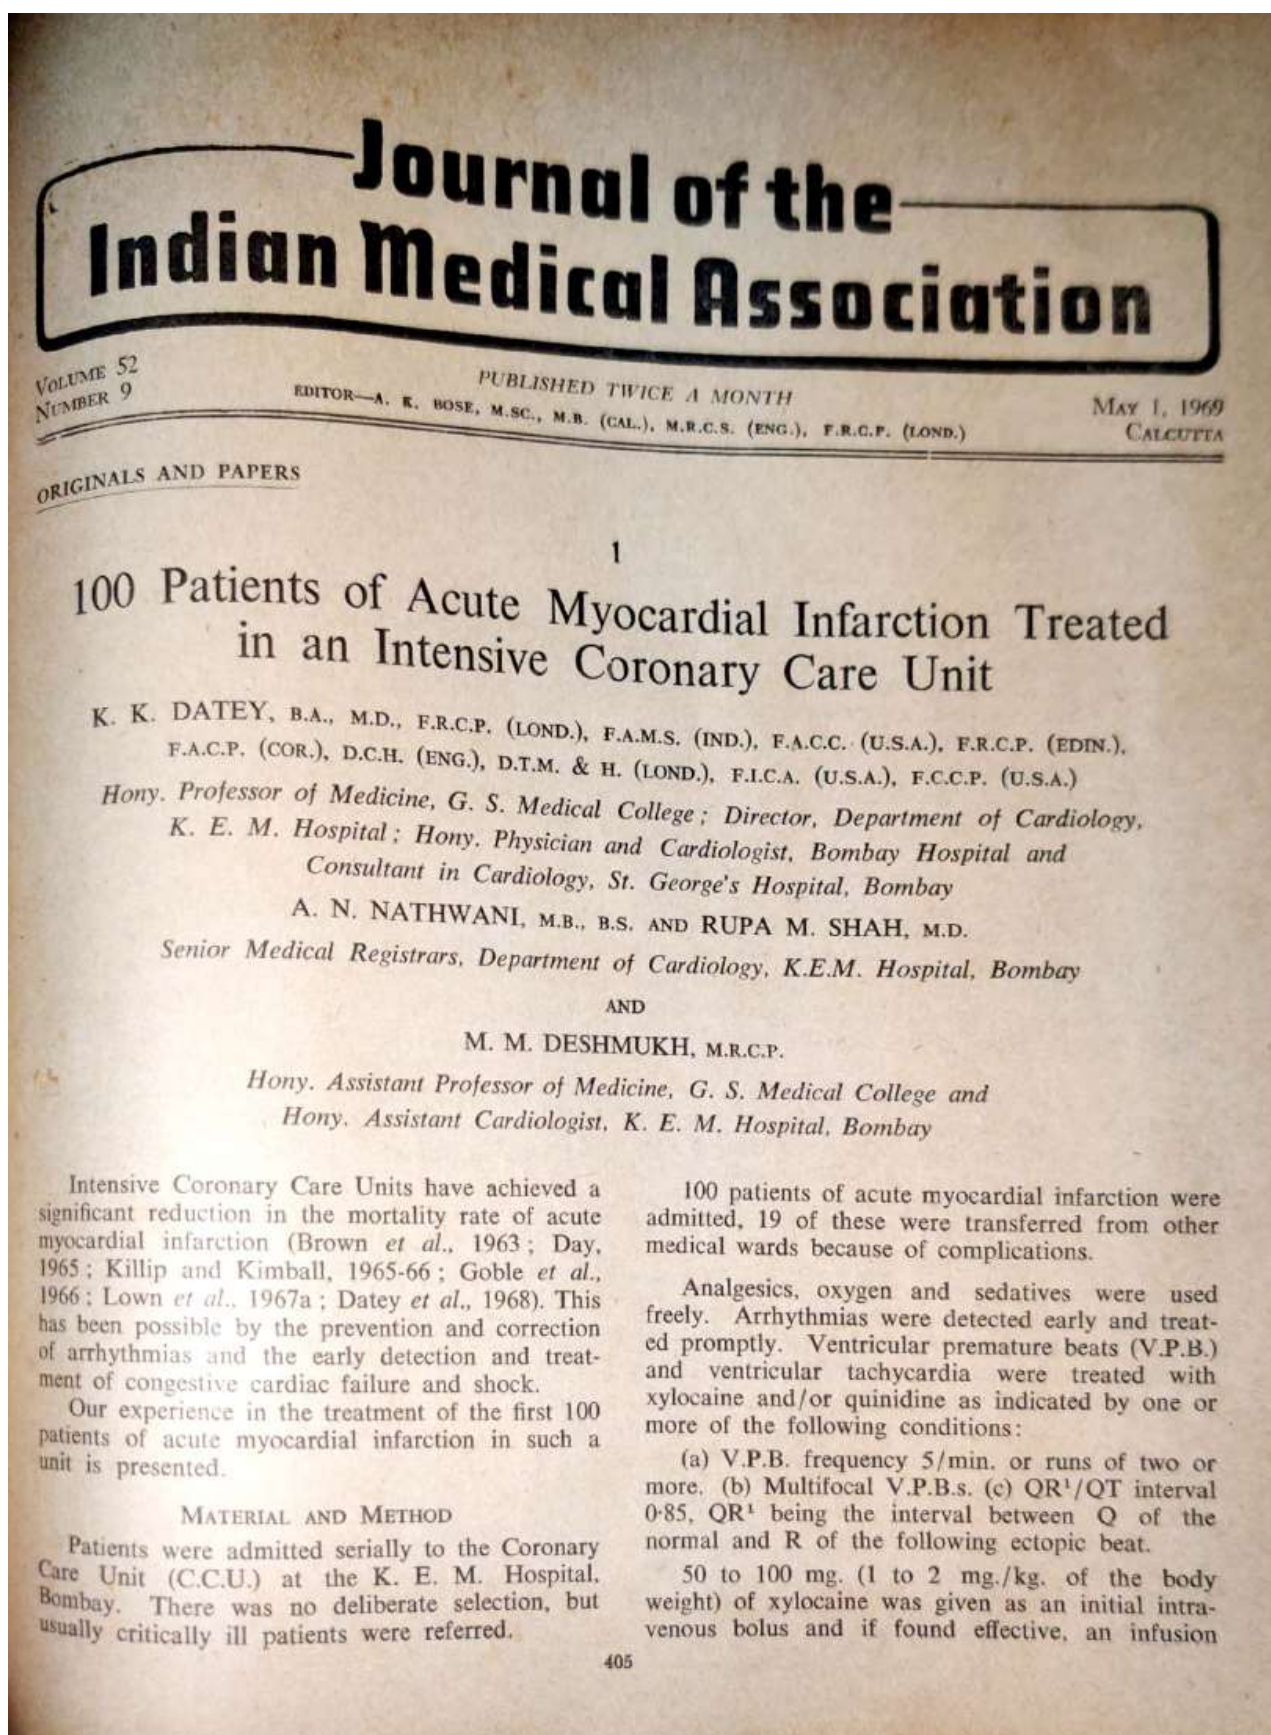 Journal of the
Indian Medical Association
VOLUME 52
NUMBER 9
PUBLISHED TWICE A MONTH
EDITOR—A. K. BOSE, M.SC., M.B. (CAL.), M.R.C.S. (ENG.), F.R.C.P. (LOND.)
MAY 1, 1969
CALCUTTA
ORIGINALS AND PAPERS
1
100 Patients of Acute Myocardial Infarction Treated
in an Intensive Coronary Care Unit
K. K. DATEY, B.A., M.D., F.R.C.P. (LOND.), F.A.M.S. (IND.), F.A.C.C. (U.S.A.), F.R.C.P. (EDIN.),
F.A.C.P. (COR.), D.C.H. (ENG.), D.T.M. & H. (LOND.), F.I.C.A. (U.S.A.), F.C.C.P. (U.S.A.)
Hony. Professor of Medicine, G. S. Medical College ; Director, Department of Cardiology,
K. E. M. Hospital ; Hony. Physician and Cardiologist, Bombay Hospital and
Consultant in Cardiology, St. George's Hospital, Bombay
A. N. NATHWANI, M.B., B.S. AND RUPA M. SHAH, M.D.
Senior Medical Registrars, Department of Cardiology, K.E.M. Hospital, Bombay
AND
M. M. DESHMUKH, M.R.C.P.
Hony. Assistant Professor of Medicine, G. S. Medical College and
Hony. Assistant Cardiologist, K. E. M. Hospital, Bombay
Intensive Coronary Care Units have achieved a
significant reduction in the mortality rate of acute
myocardial infarction (Brown et al., 1963 ; Day,
1965 ; Killip and Kimball, 1965-66 ; Goble et al.,
1966 ; Lown et al., 1967a ; Datey et al., 1968). This
has been possible by the prevention and correction
of arrhythmias and the early detection and treat-
ment of congestive cardiac failure and shock.
Our experience in the treatment of the first 100
patients of acute myocardial infarction in such a
unit is presented.
MATERIAL AND METHOD
Patients were admitted serially to the Coronary
Care Unit (C.C.U.) at the K. E. M. Hospital,
Bombay. There was no deliberate selection, but
usually critically ill patients were referred.
100 patients of acute myocardial infarction were
admitted, 19 of these were transferred from other
medical wards because of complications.
Analgesics, oxygen and sedatives were used
freely. Arrhythmias were detected early and treat-
ed promptly. Ventricular premature beats (V.P.B.)
and ventricular tachycardia were treated with
xylocaine and/or quinidine as indicated by one or
more of the following conditions :
(a) V.P.B. frequency 5/min. or runs of two or
more. (b) Multifocal V.P.B.s. (c) QR¹/QT interval
0·85, QR¹ being the interval between Q of the
normal and R of the following ectopic beat.
50 to 100 mg. (1 to 2 mg./kg. of the body
weight) of xylocaine was given as an initial intra-
venous bolus and if found effective, an infusion
405